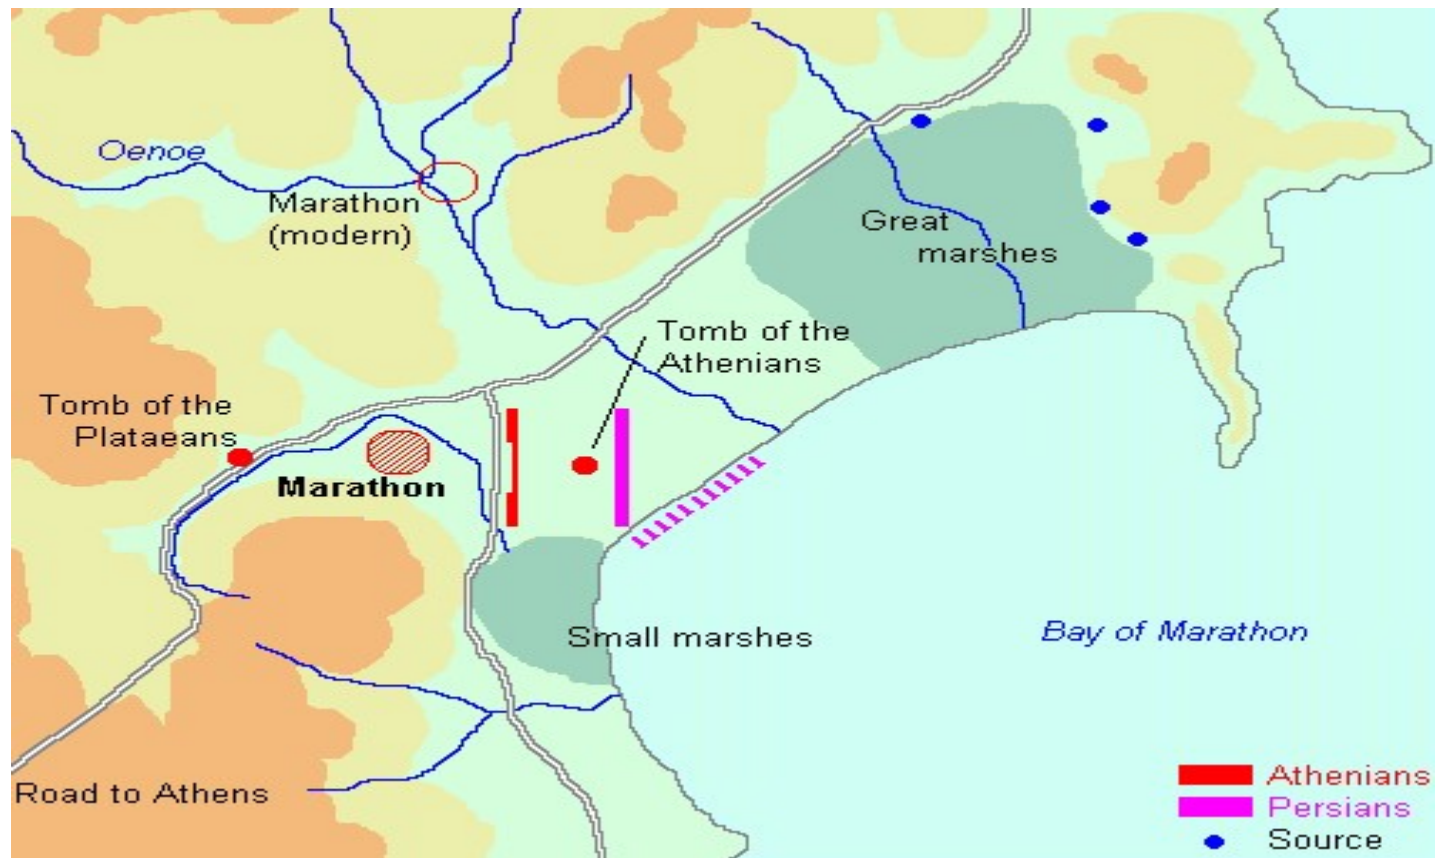 Oenoe
Marathon
(modern)
Great
marshes
Tomb of the
Athenians
Tomb of the
Plataeans
Marathon
Small marshes
Bay of Marathon
Road to Athens
Athenians
Persians
Source